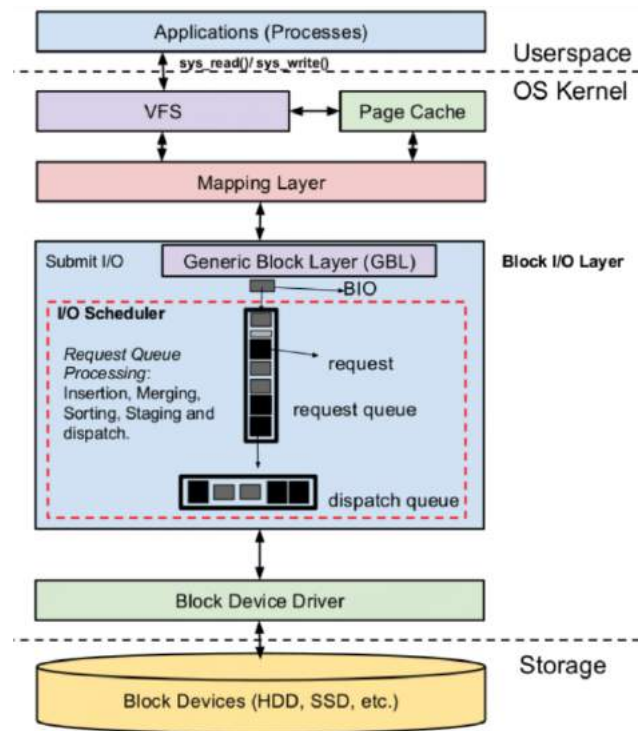 Applications (Processes)
Userspace
sys_read()/ sys_write()
OS Kernel
VFS
Page Cache
Mapping Layer
Submit I/O
Generic Block Layer (GBL)
Block I/O Layer
BIO
I/O Scheduler
Request Queue
Processing:
Insertion, Merging,
Sorting, Staging and
dispatch.
request
request queue
dispatch queue
Block Device Driver
Storage
Block Devices (HDD, SSD, etc.)